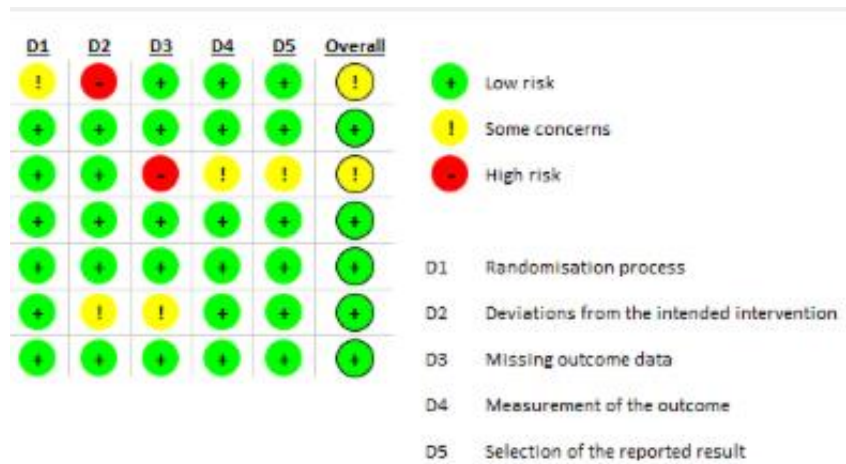 D1 D2 D3 D4 D5 Overall
! - + + + !
+ + + + + +
+ + - ! ! !
+ + + + + +
+ + + + + +
+ ! ! + + +
+ + + + + +
+ Low risk
! Some concerns
- High risk
D1 Randomisation process
D2 Deviations from the intended intervention
D3 Missing outcome data
D4 Measurement of the outcome
D5 Selection of the reported result